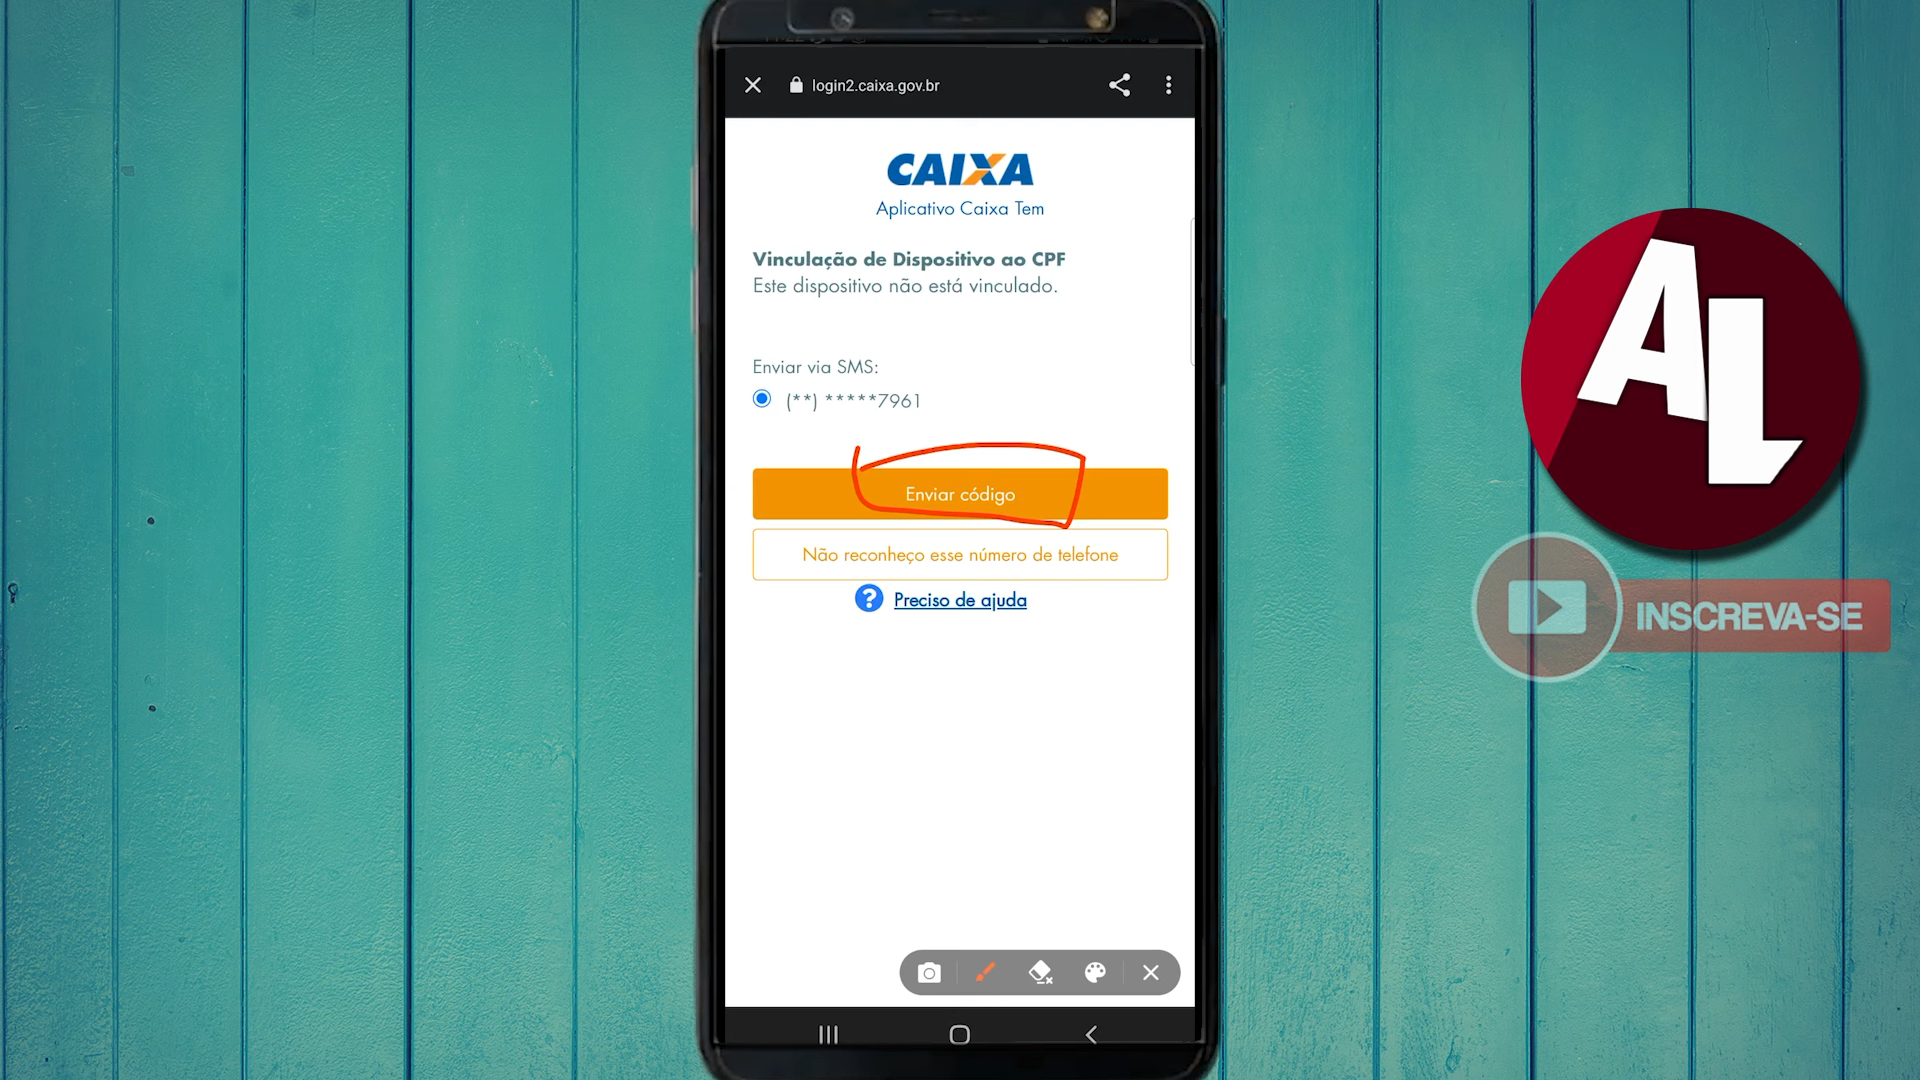 login2.caixa.gov.br
CAIXA
Aplicativo Caixa Tem
Vinculação de Dispositivo ao CPF
Este dispositivo não está vinculado.
Enviar via SMS:
(**) *****7961
Enviar código
Não reconheço esse número de telefone
? Preciso de ajuda
AL
INSCREVA-SE